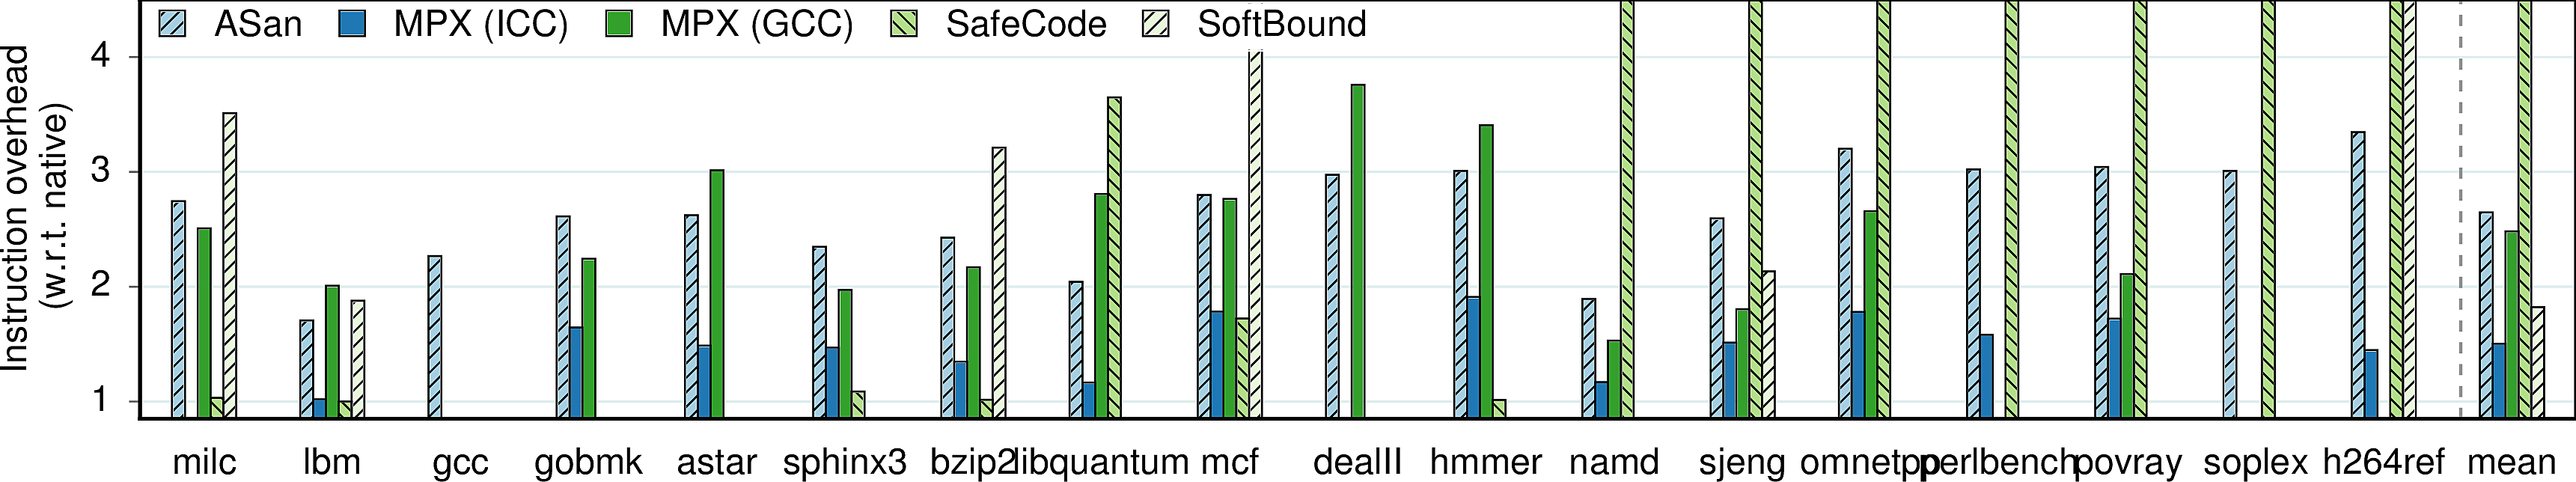 Instruction overhead
(w.r.t. native)
ASan MPX (ICC) MPX (GCC) SafeCode SoftBound
4
3
2
1
milc lbm gcc gobmk astar sphinx3 bzip2 libquantum mcf dealII hmmer namd sjeng omnetpp perlbench povray soplex h264ref mean